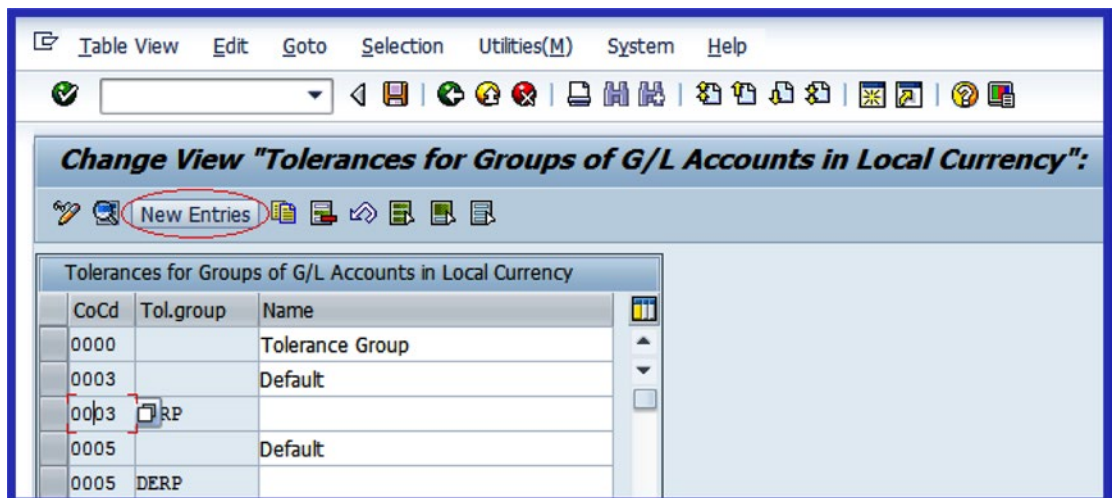 Table View Edit Goto Selection Utilities(M) System Help
Change View "Tolerances for Groups of G/L Accounts in Local Currency":
New Entries
Tolerances for Groups of G/L Accounts in Local Currency
CoCd Tol.group Name
0000 Tolerance Group
0003 Default
0003 RP
0005 Default
0005 DERP